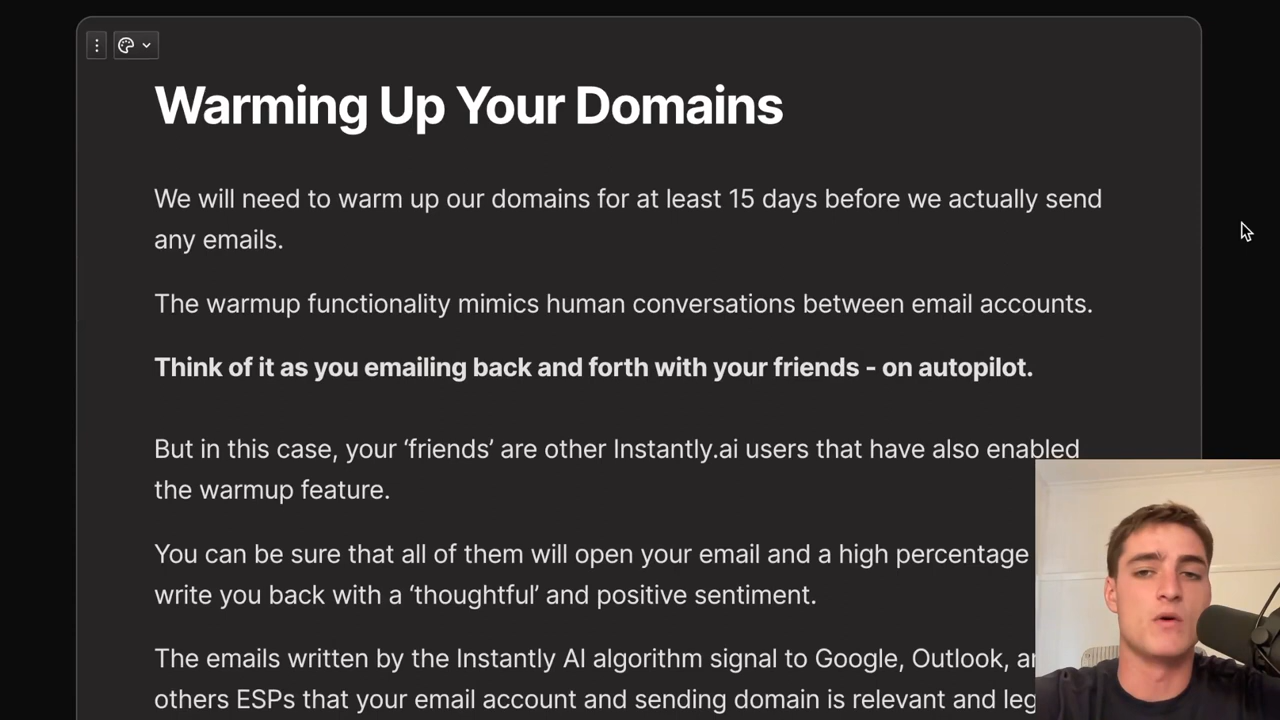 Warming Up Your Domains
We will need to warm up our domains for at least 15 days before we actually send
any emails.
The warmup functionality mimics human conversations between email accounts.
Think of it as you emailing back and forth with your friends - on autopilot.
But in this case, your ‘friends’ are other Instantly.ai users that have also enabled
the warmup feature.
You can be sure that all of them will open your email and a high percentage
write you back with a ‘thoughtful’ and positive sentiment.
The emails written by the Instantly AI algorithm signal to Google, Outlook,
others ESPs that your email account and sending domain is relevant and